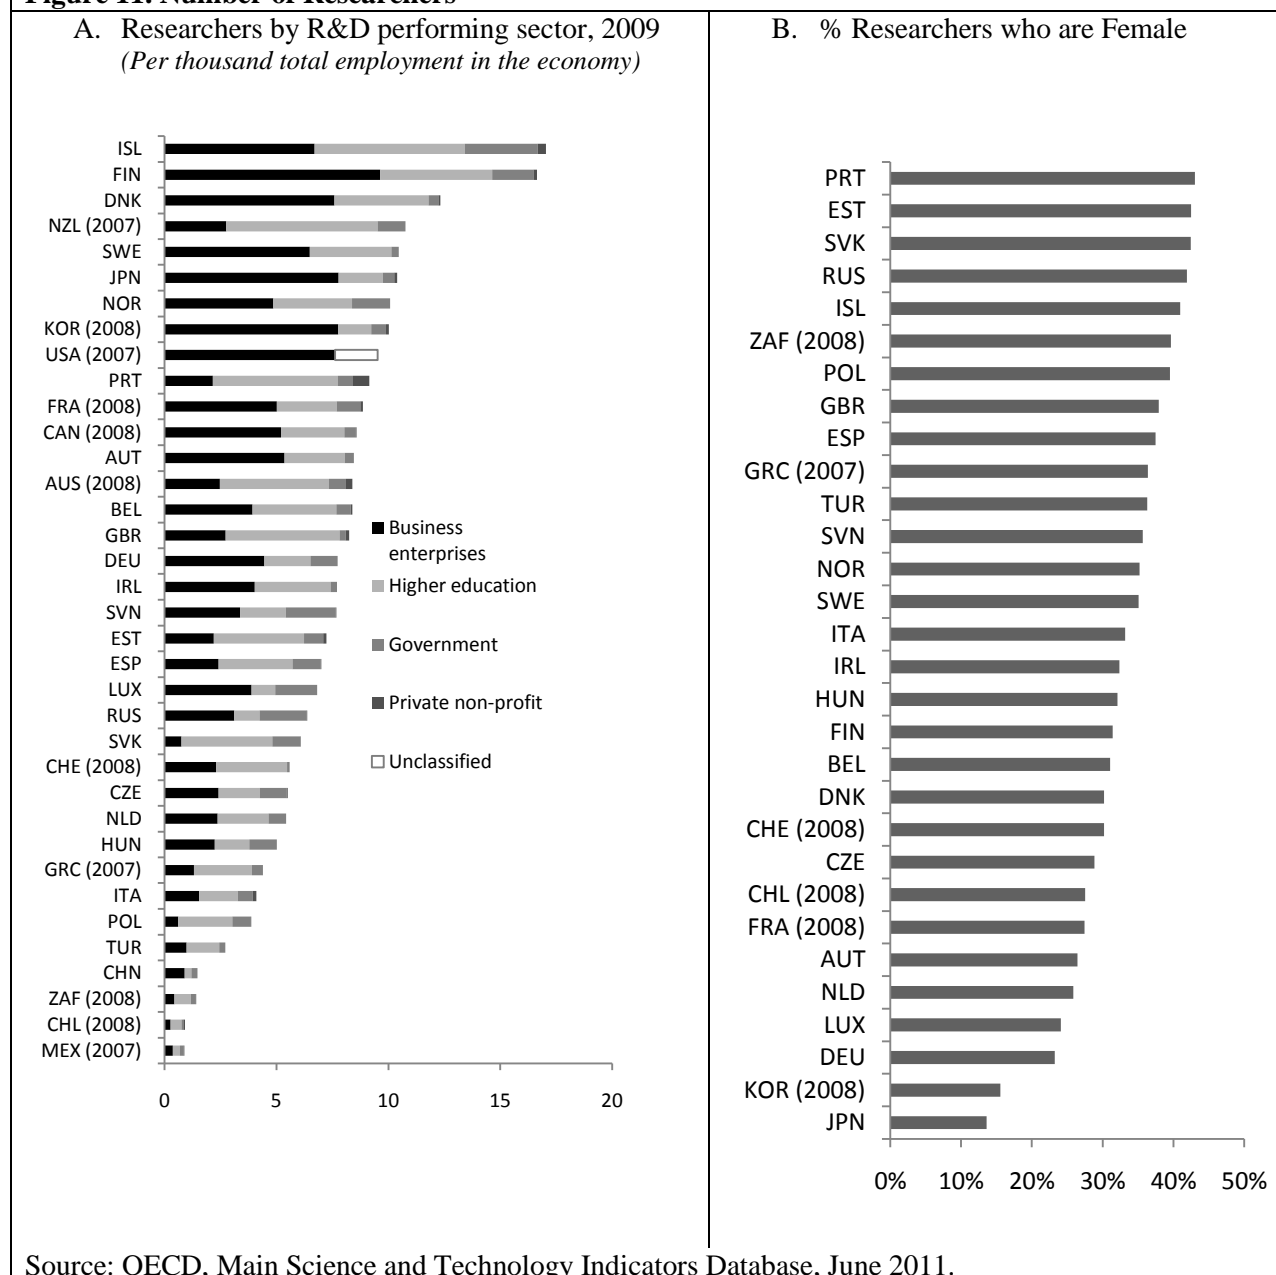 Figure 11: Number of Researchers
A. Researchers by R&D performing sector, 2009
(Per thousand total employment in the economy)
ISL
FIN
DNK
NZL (2007)
SWE
JPN
NOR
KOR (2008)
USA (2007)
PRT
FRA (2008)
CAN (2008)
AUT
AUS (2008)
BEL
GBR
DEU
IRL
SVN
EST
ESP
LUX
RUS
SVK
CHE (2008)
CZE
NLD
HUN
GRC (2007)
ITA
POL
TUR
CHN
ZAF (2008)
CHL (2008)
MEX (2007)
0 5 10 15 20
Business
enterprises
Higher education
Government
Private non-profit
Unclassified
B. % Researchers who are Female
PRT
EST
SVK
RUS
ISL
ZAF (2008)
POL
GBR
ESP
GRC (2007)
TUR
SVN
NOR
SWE
ITA
IRL
HUN
FIN
BEL
DNK
CHE (2008)
CZE
CHL (2008)
FRA (2008)
AUT
NLD
LUX
DEU
KOR (2008)
JPN
0% 10% 20% 30% 40% 50%
Source: OECD, Main Science and Technology Indicators Database, June 2011.